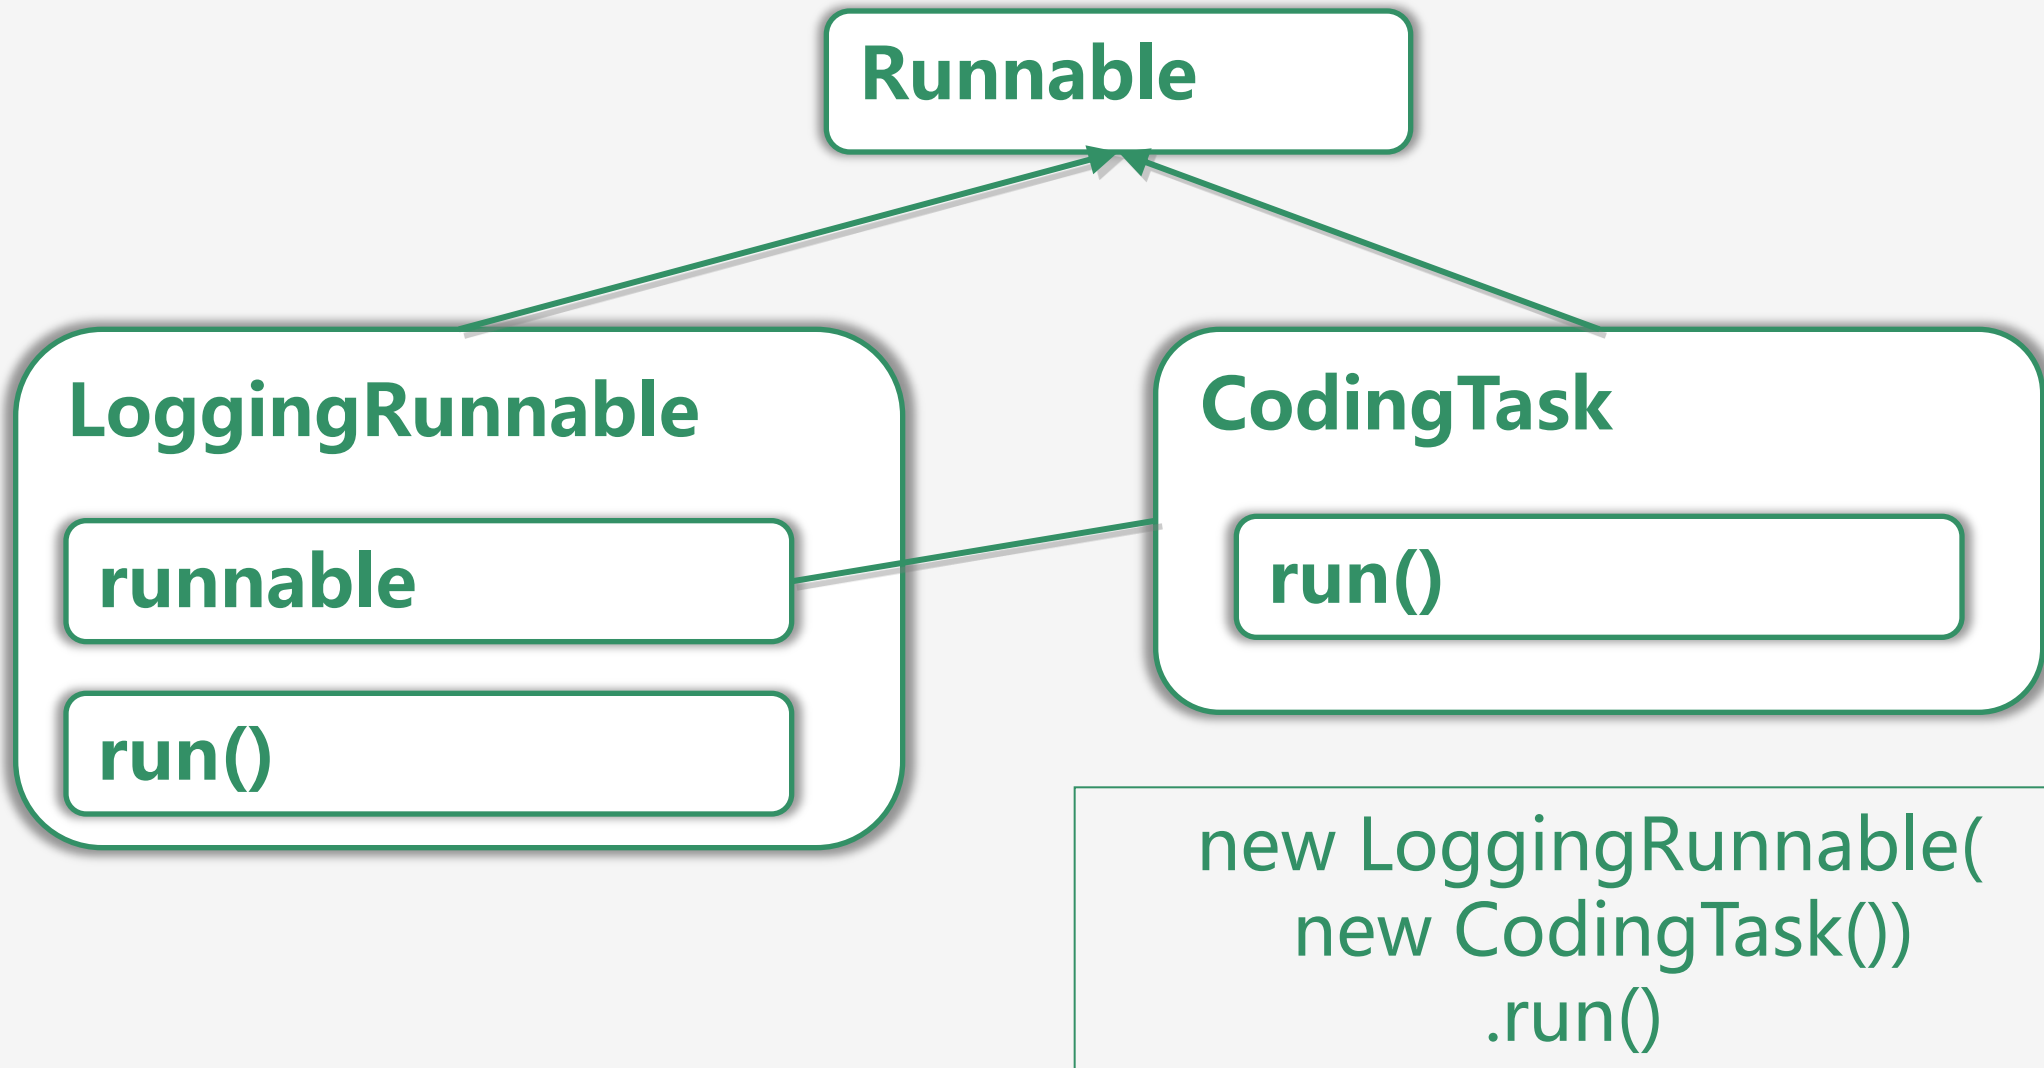 Runnable
LoggingRunnable
runnable
run()
CodingTask
run()
new LoggingRunnable(
new CodingTask())
.run()